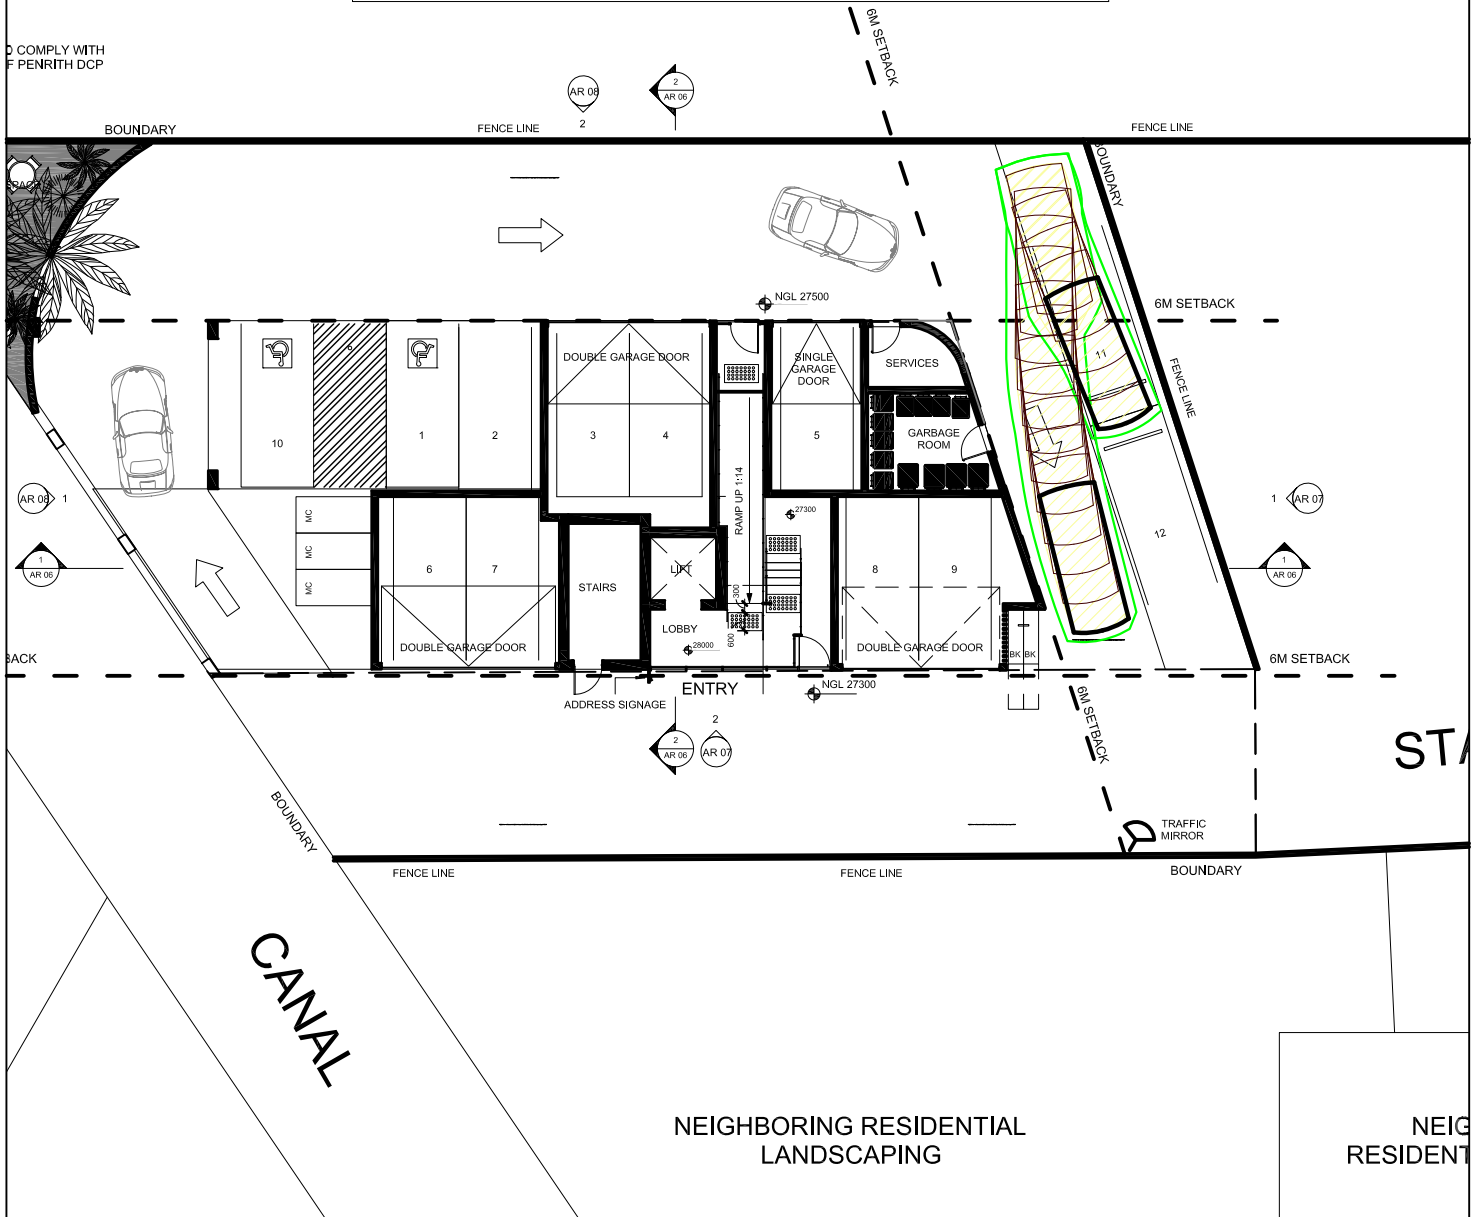 6M SETBACK
COMPLY WITH
F PENRITH DCP
AR 08
2
2
AR 06
BOUNDARY
FENCE LINE
FENCE LINE
BOUNDARY
NGL 27500
6M SETBACK
DOUBLE GARAGE DOOR
SINGLE
GARAGE
DOOR
SERVICES
11
FENCE LINE
10
1
2
3
4
5
GARBAGE
ROOM
RAMP UP 1:14
AR 08
1
1
AR 07
MC
MC
MC
27300
12
1
AR 06
6
7
STAIRS
LIFT
8
9
1
AR 06
300
LOBBY
600
28000
DOUBLE GARAGE DOOR
DOUBLE GARAGE DOOR
BK
BK
BACK
6M SETBACK
ENTRY
NGL 27300
ADDRESS SIGNAGE
6M SETBACK
2
AR 06
2
AR 07
STA
BOUNDARY
TRAFFIC
MIRROR
FENCE LINE
FENCE LINE
BOUNDARY
CANAL
NEIGHBORING RESIDENTIAL
LANDSCAPING
NEIG
RESIDENT